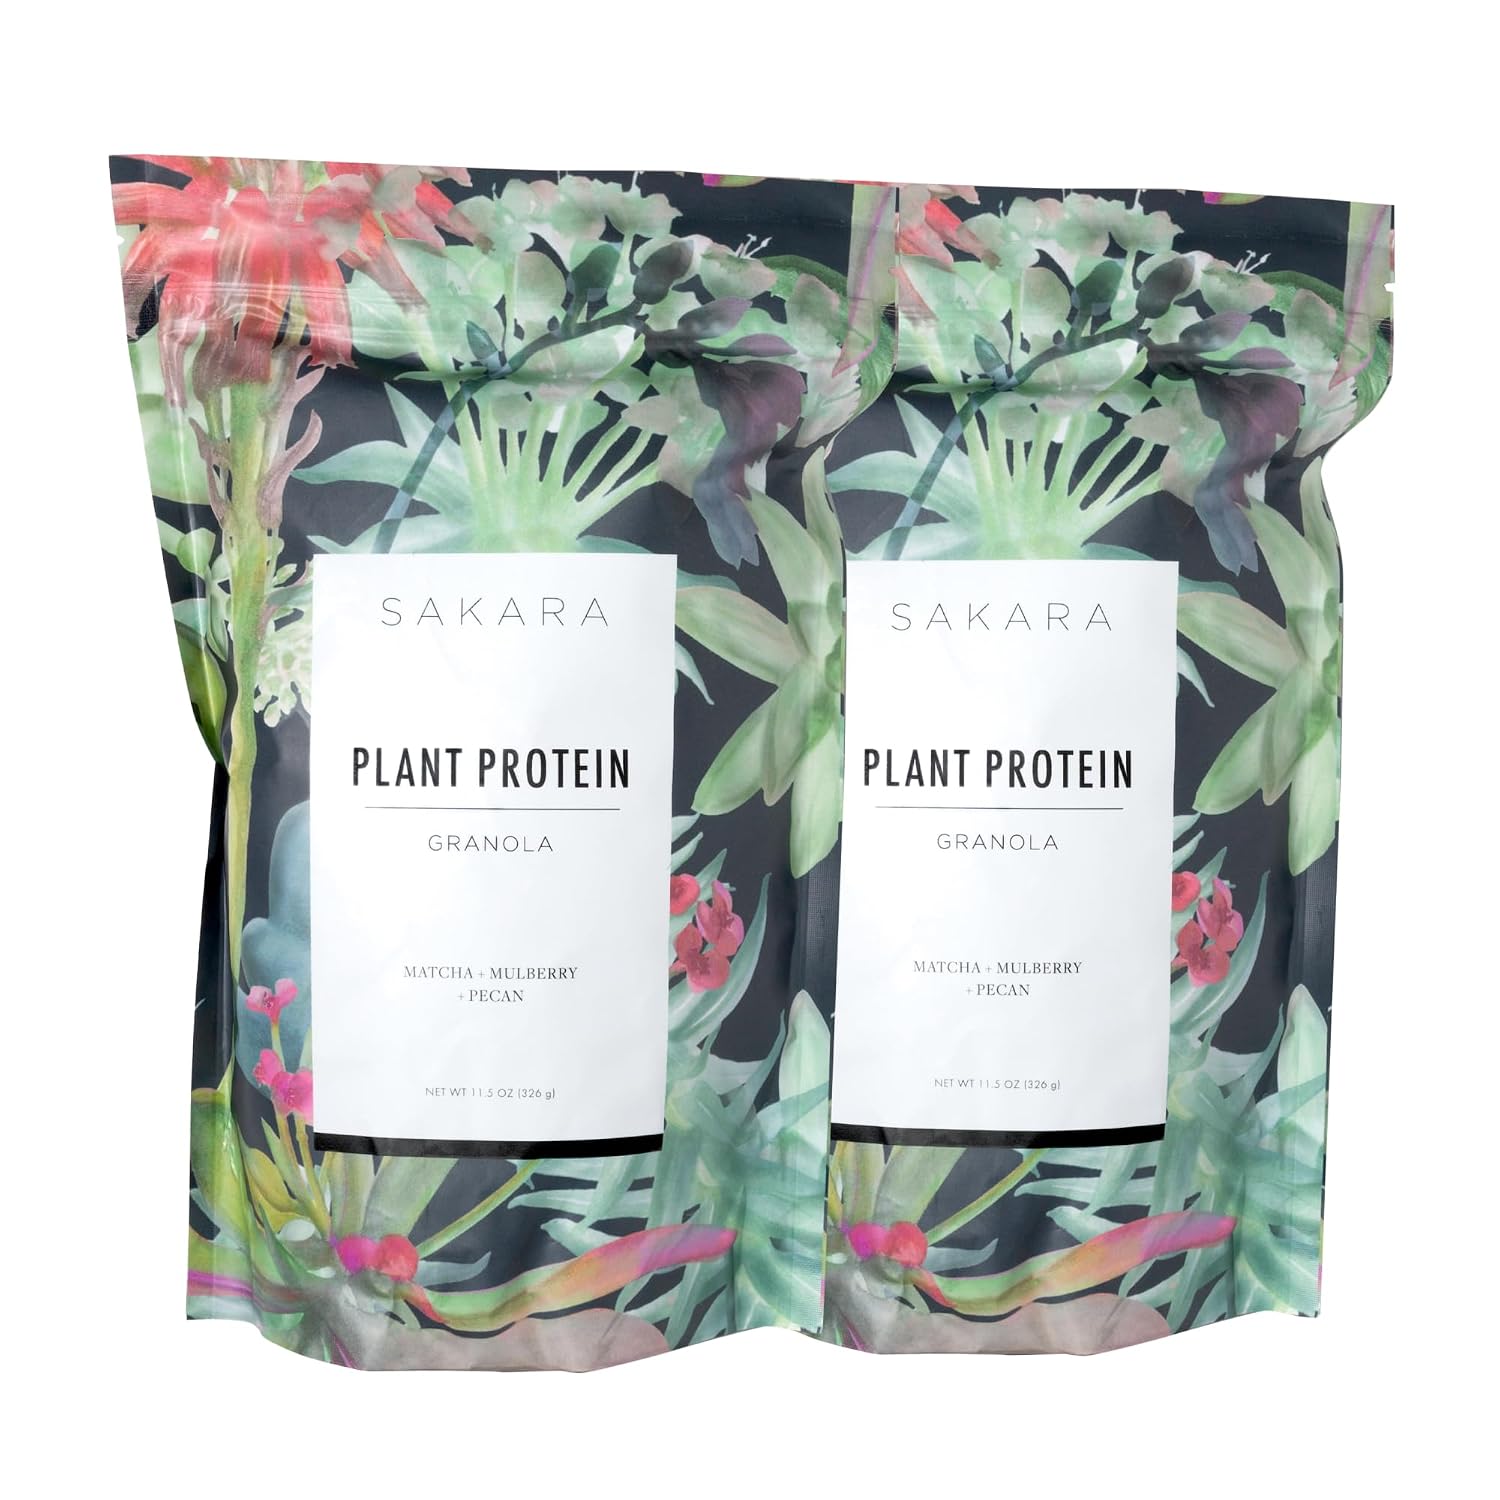 SAKARA
PLANT PROTEIN
GRANOLA
MATCHA + MULBERRY
+ PECAN
NET WT 11.5 OZ (326 g)
SAKARA
PLANT PROTEIN
GRANOLA
MATCHA + MULBERRY
+ PECAN
NET WT 11.5 OZ (326 g)